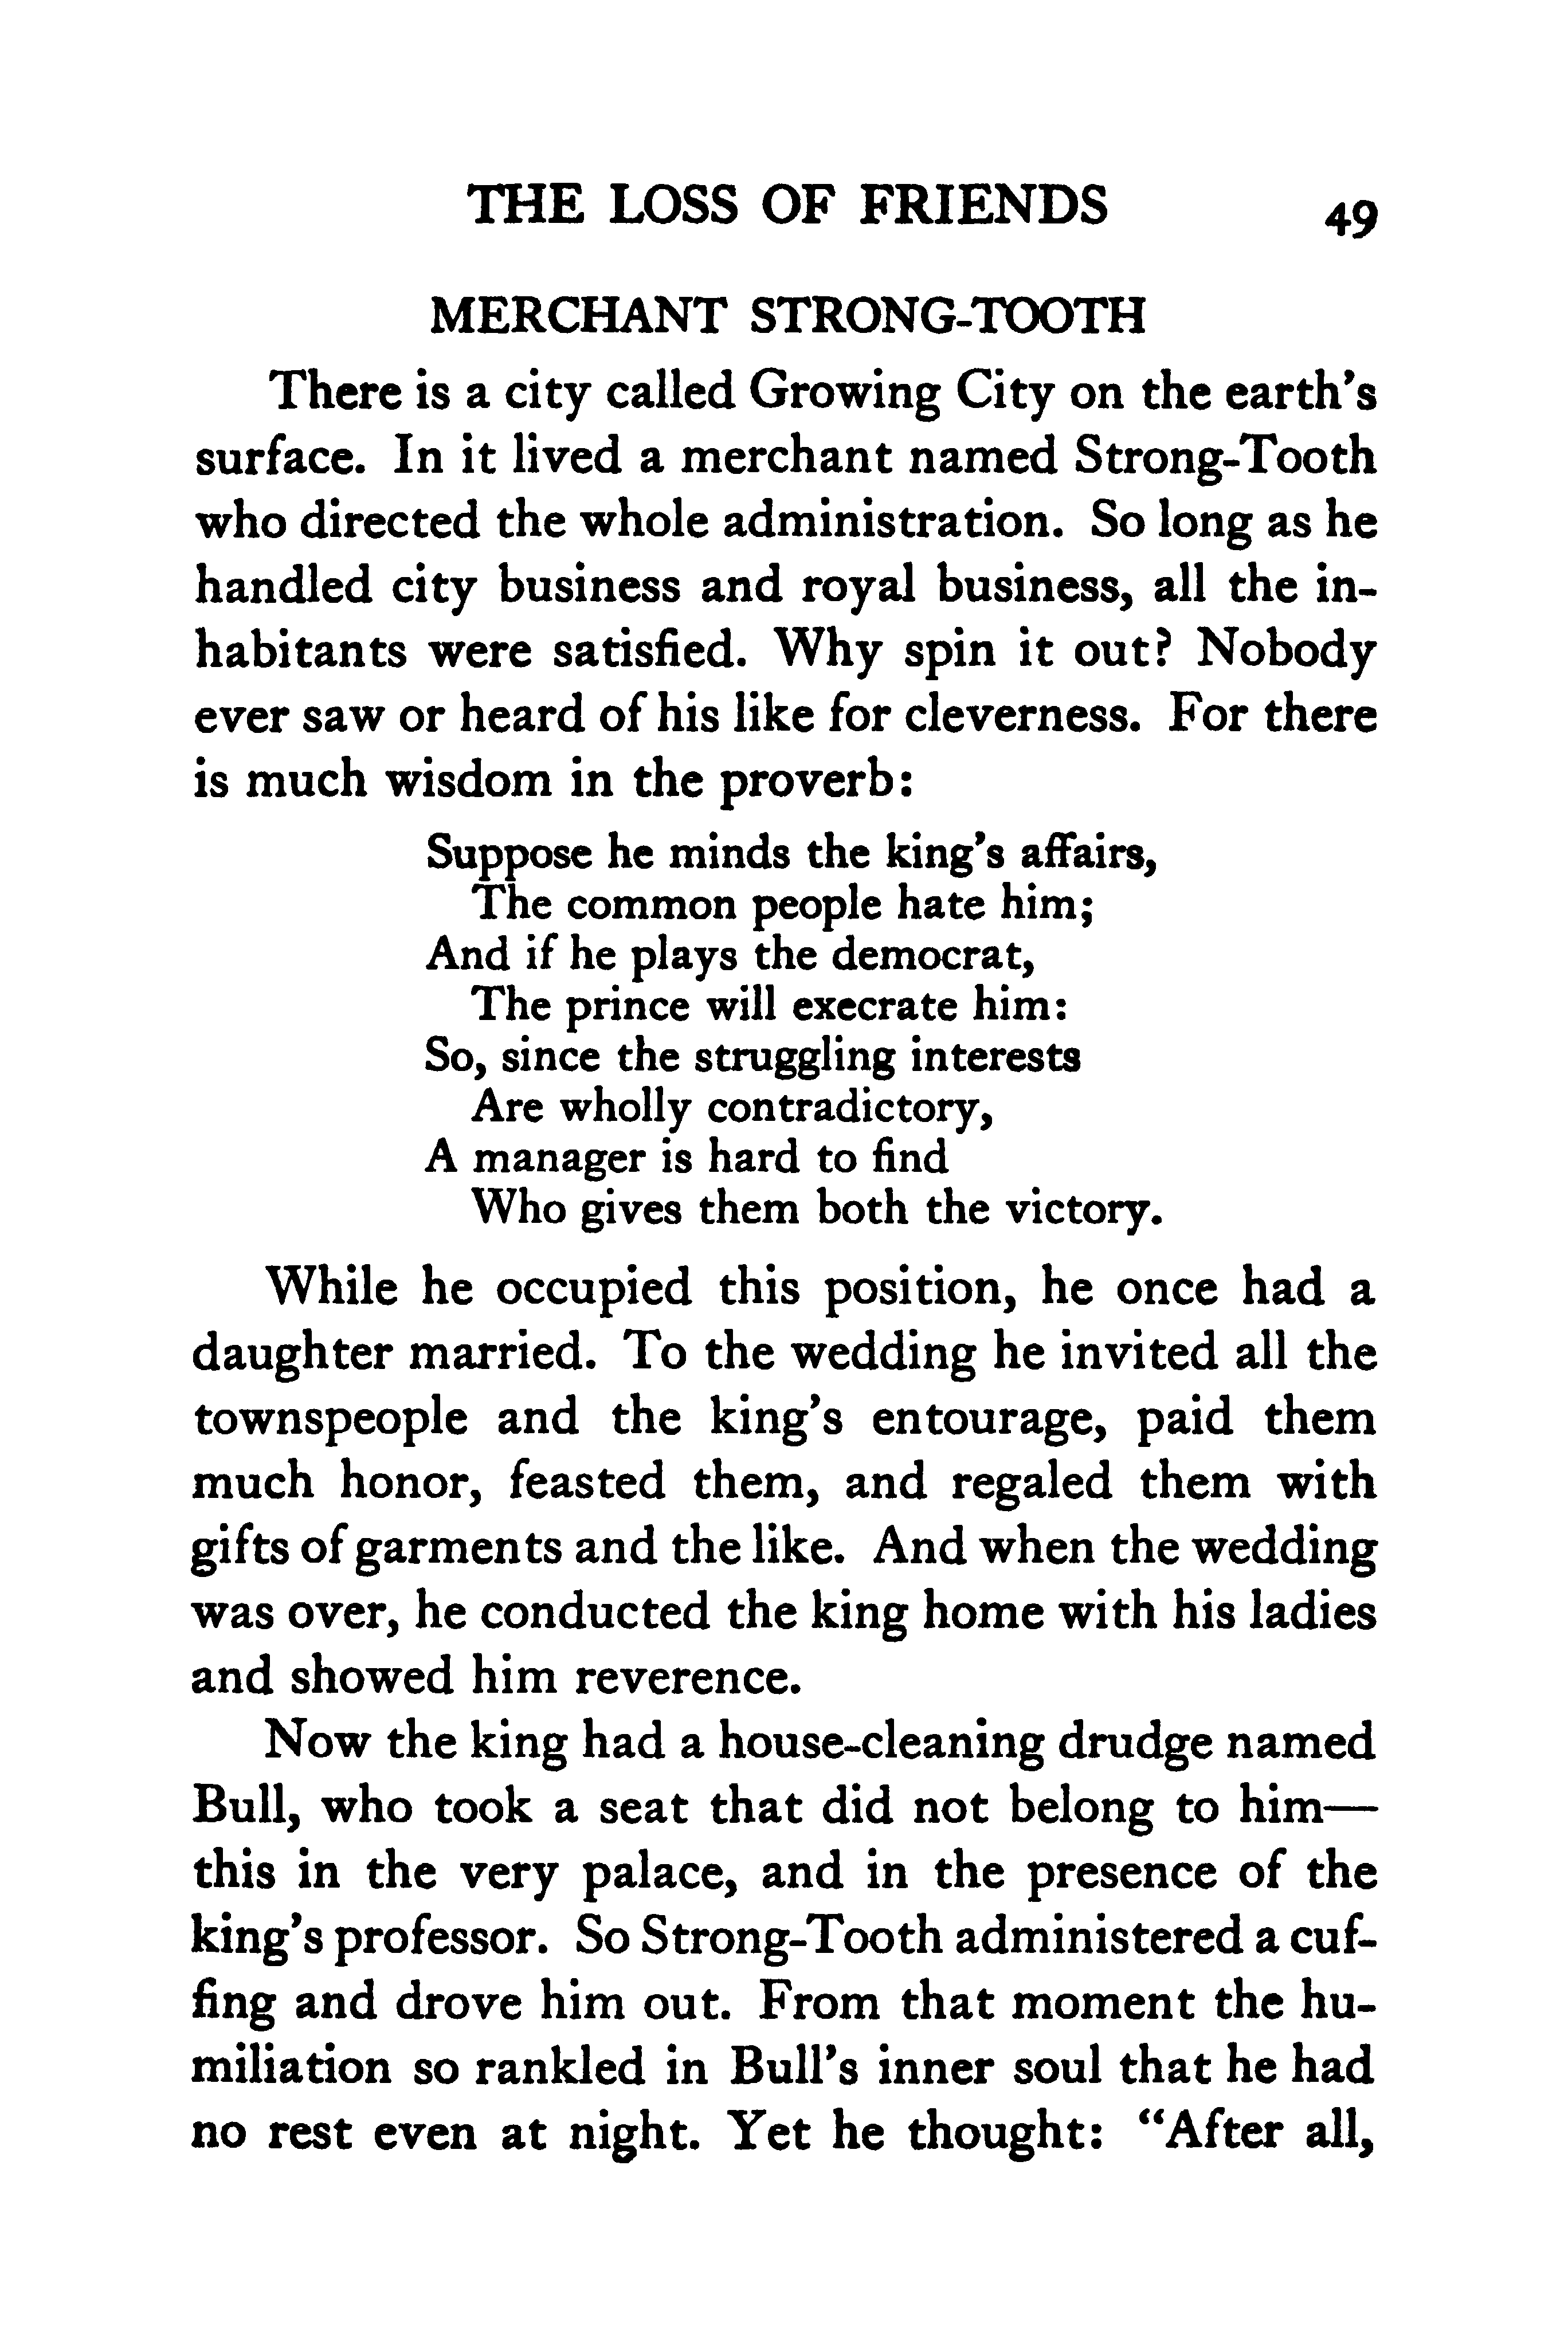 THE LOSS OF FRIENDS 49
MERCHANT STRONG-TOOTH
There is a city called Growing City on the earth's
surface. In it lived a merchant named Strong-Tooth
who directed the whole administration. So long as he
handled city business and royal business, all the in-
habitants were satisfied. Why spin it out? Nobody
ever saw or heard of his like for cleverness. For there
is much wisdom in the proverb:
Suppose he minds the king's affairs,
The common people hate him;
And if he plays the democrat,
The prince will execrate him:
So, since the struggling interests
Are wholly contradictory,
A manager is hard to find
Who gives them both the victory.
While he occupied this position, he once had a
daughter married. To the wedding he invited all the
townspeople and the king's entourage, paid them
much honor, feasted them, and regaled them with
gifts of garments and the like. And when the wedding
was over, he conducted the king home with his ladies
and showed him reverence.
Now the king had a house-cleaning drudge named
Bull, who took a seat that did not belong to him—
this in the very palace, and in the presence of the
king's professor. So Strong-Tooth administered a cuf-
fing and drove him out. From that moment the hu-
miliation so rankled in Bull's inner soul that he had
no rest even at night. Yet he thought: “After all,